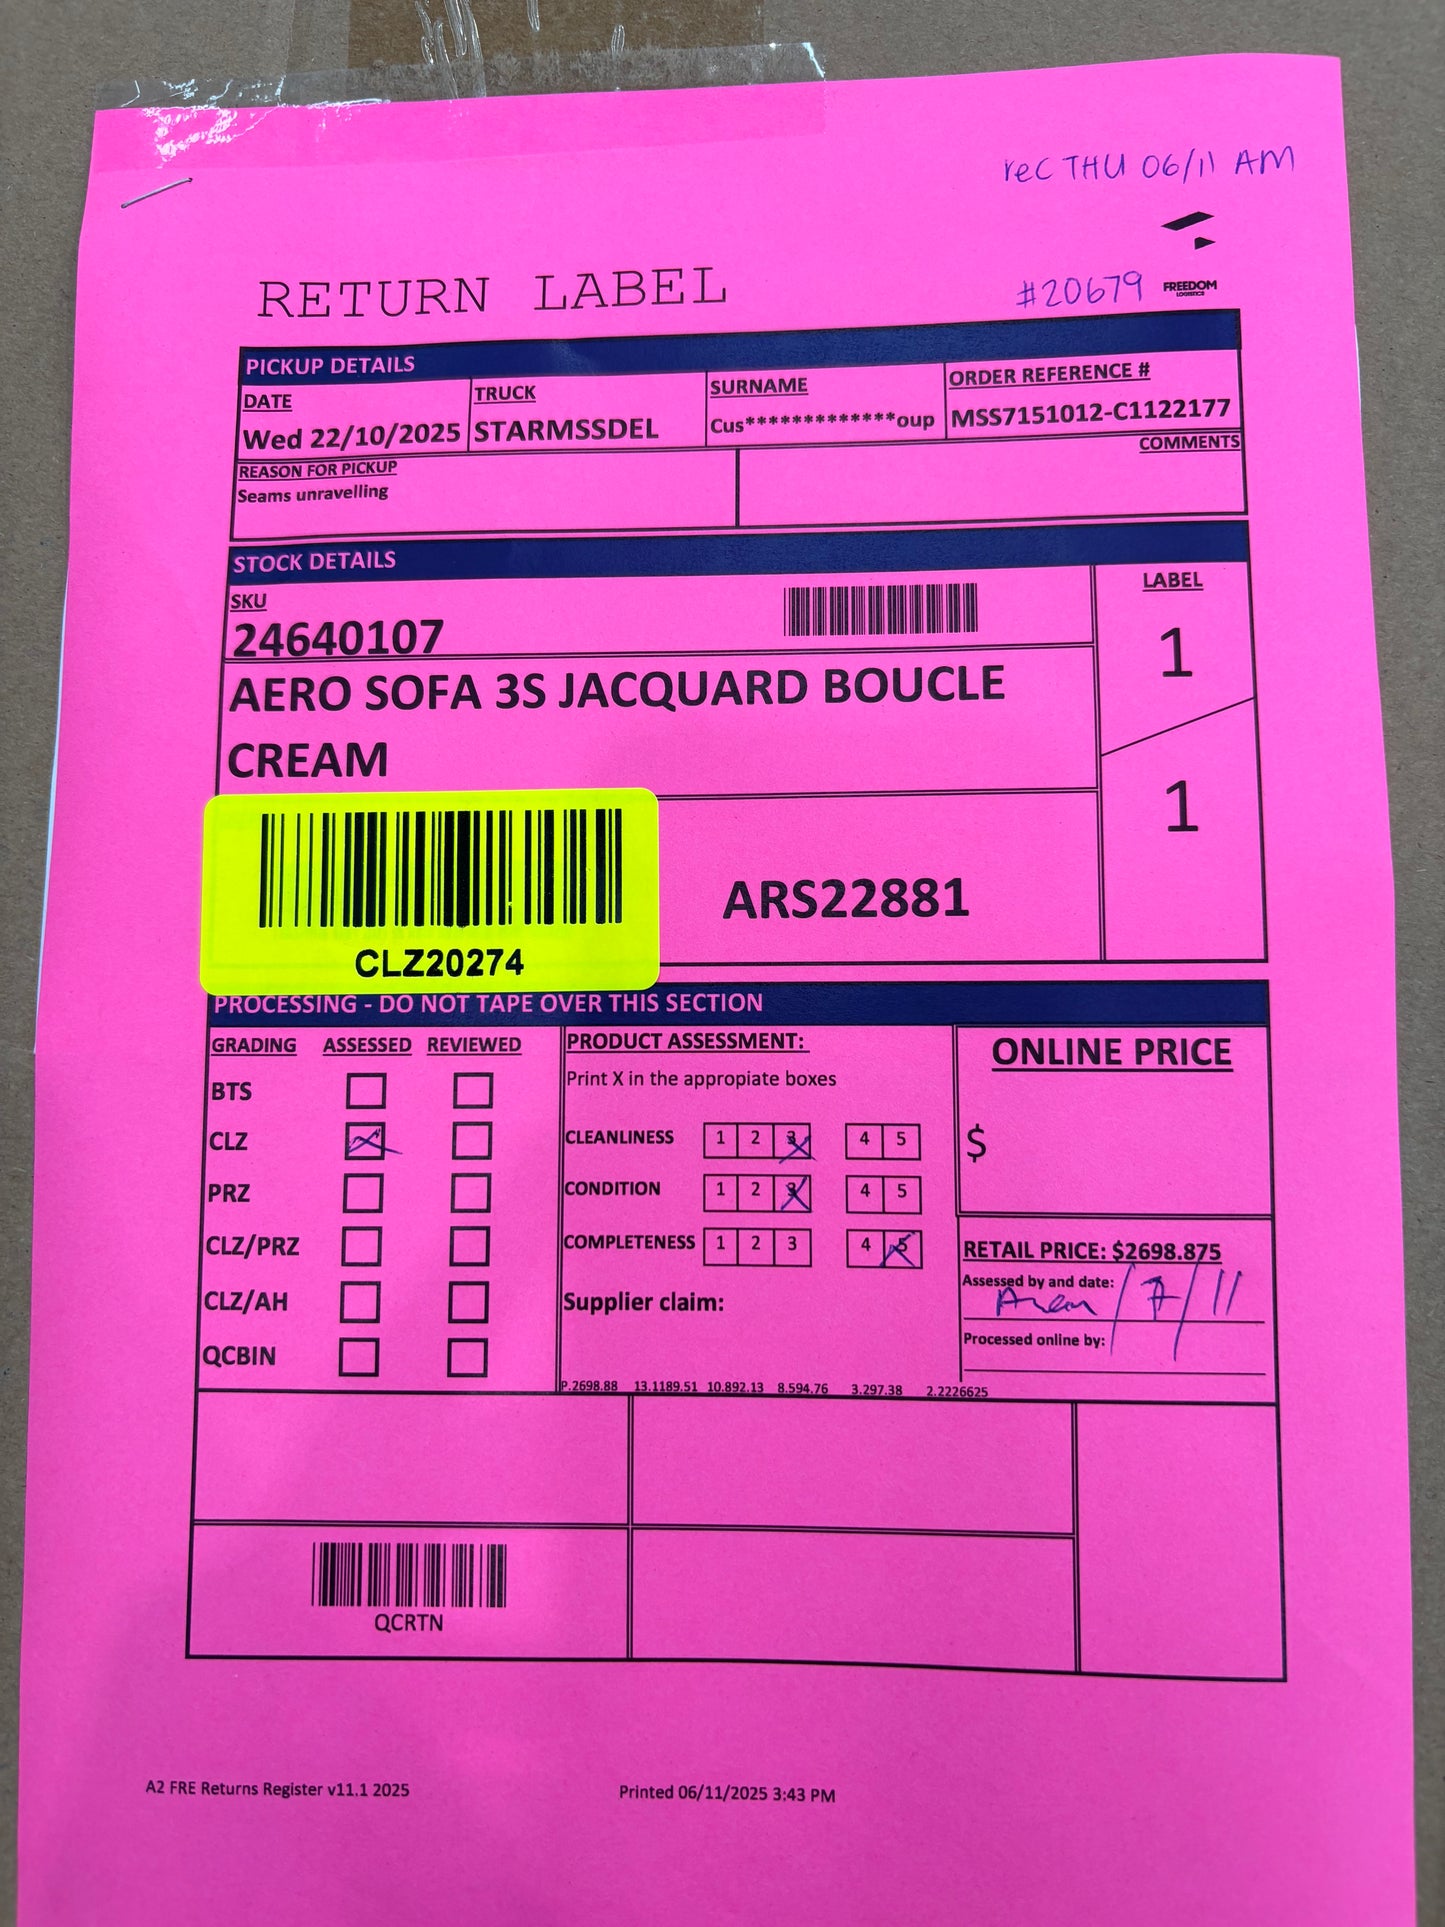 rec THU 06/11 AM
RETURN LABEL
#20679
FREEDOM
LOGISTICS
PICKUP DETAILS
DATE TRUCK SURNAME ORDER REFERENCE #
Wed 22/10/2025 STARMSSDEL Cus*************oup MSS7151012-C1122177
REASON FOR PICKUP COMMENTS
Seams unravelling
STOCK DETAILS
SKU LABEL
24640107 1
AERO SOFA 3S JACQUARD BOUCLE
CREAM
1
ARS22881
CLZ20274
PROCESSING - DO NOT TAPE OVER THIS SECTION
GRADING ASSESSED REVIEWED PRODUCT ASSESSMENT: ONLINE PRICE
Print X in the appropiate boxes
BTS
CLZ X CLEANLINESS 1 2 3 X 4 5 $
PRZ CONDITION 1 2 3 X 4 5
CLZ/PRZ COMPLETENESS 1 2 3 4 5 X RETAIL PRICE: $2698.875
Assessed by and date:
/7/11
CLZ/AH Supplier claim:
Processed online by:
QCBIN
P.2698.88 13.1189.51 10.892.13 8.594.76 3.297.38 2.2226625
QCRTN
A2 FRE Returns Register v11.1 2025 Printed 06/11/2025 3:43 PM